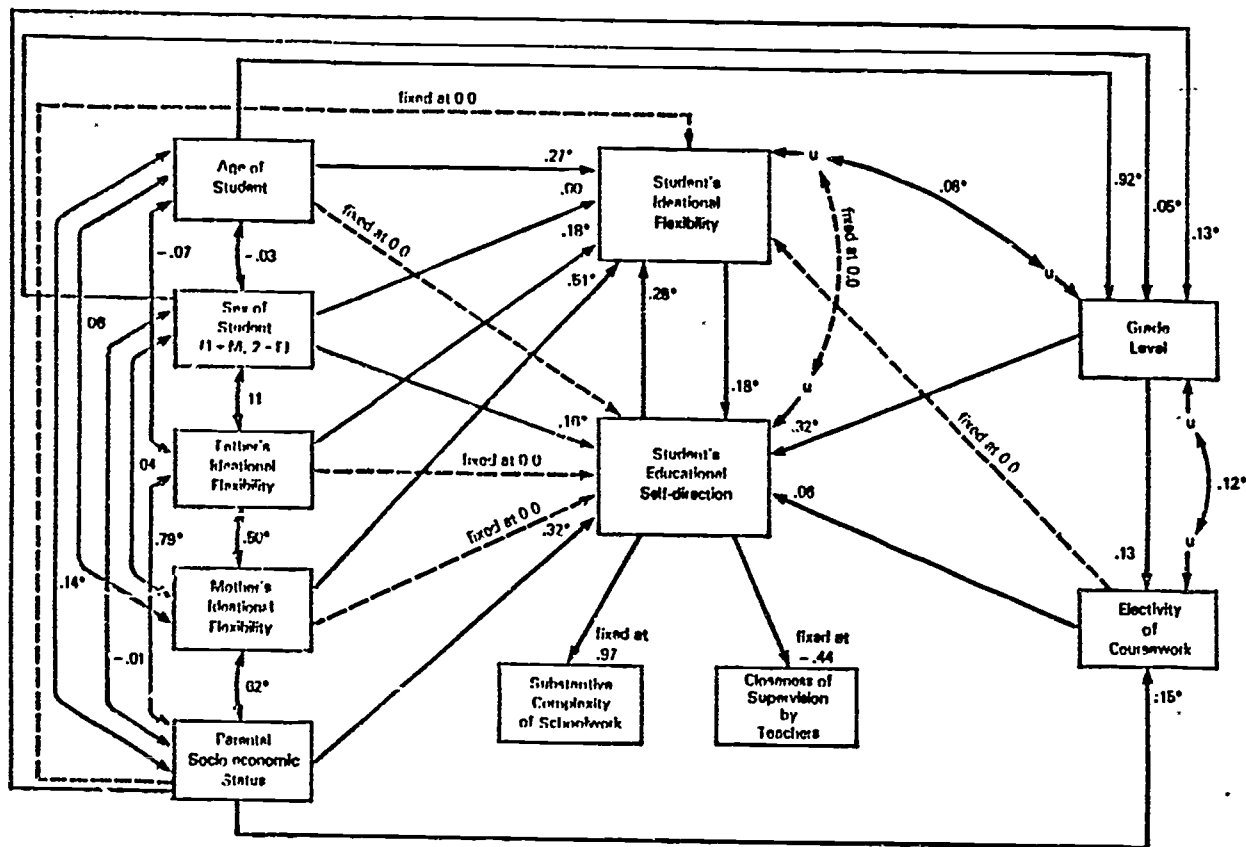 fixed at 0.0
Age of
Student
.27°
.00
.18°
.51°
Student's
Ideational
Flexibility
u
.08°
u
.92°
.05°
.13°
fixed at 0.0
fixed at 0.0
-.07
-.03
.28°
.18°
Sex of
Student
(1 = M, 2 = F)
Grade
Level
11
.16°
u
.32°
fixed at 0.0
u
.12°
u
Father's
Ideational
Flexibility
04
fixed at 0.0
Student's
Educational
Self-direction
.06
.79°
.50°
fixed at 0.0
.32°
.13
.14°
Mother's
Ideational
Flexibility
Electivity
of
Coursework
-.01
fixed at
.97
fixed at
-.44
Substantive
Complexity
of Schoolwork
Closeness of
Supervision
by
Teachers
.15°
Parental
Socio economic
Status